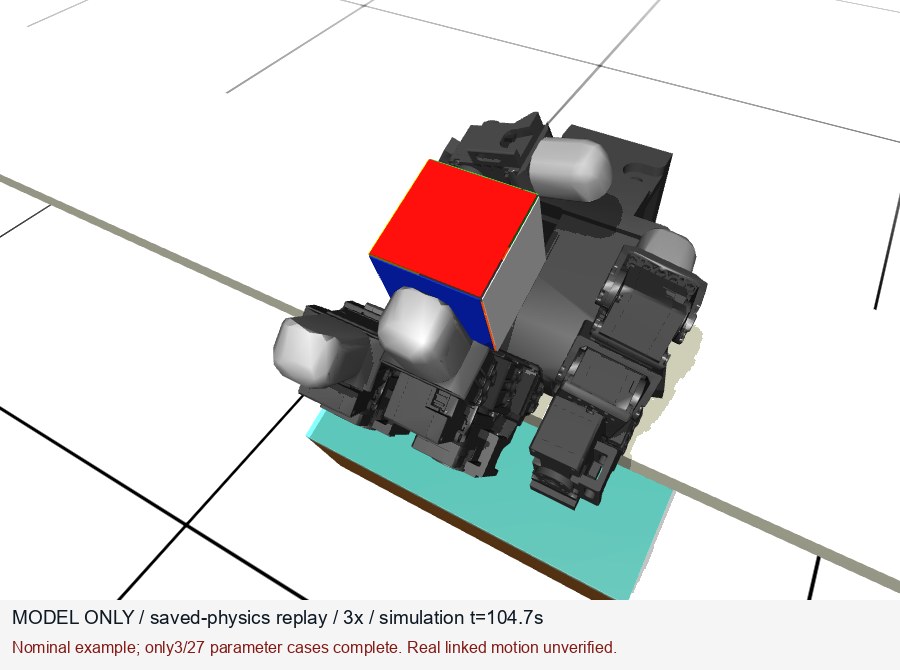 MODEL ONLY / saved-physics replay / 3x / simulation t=104.7s
Nominal example; only3/27 parameter cases complete. Real linked motion unverified.